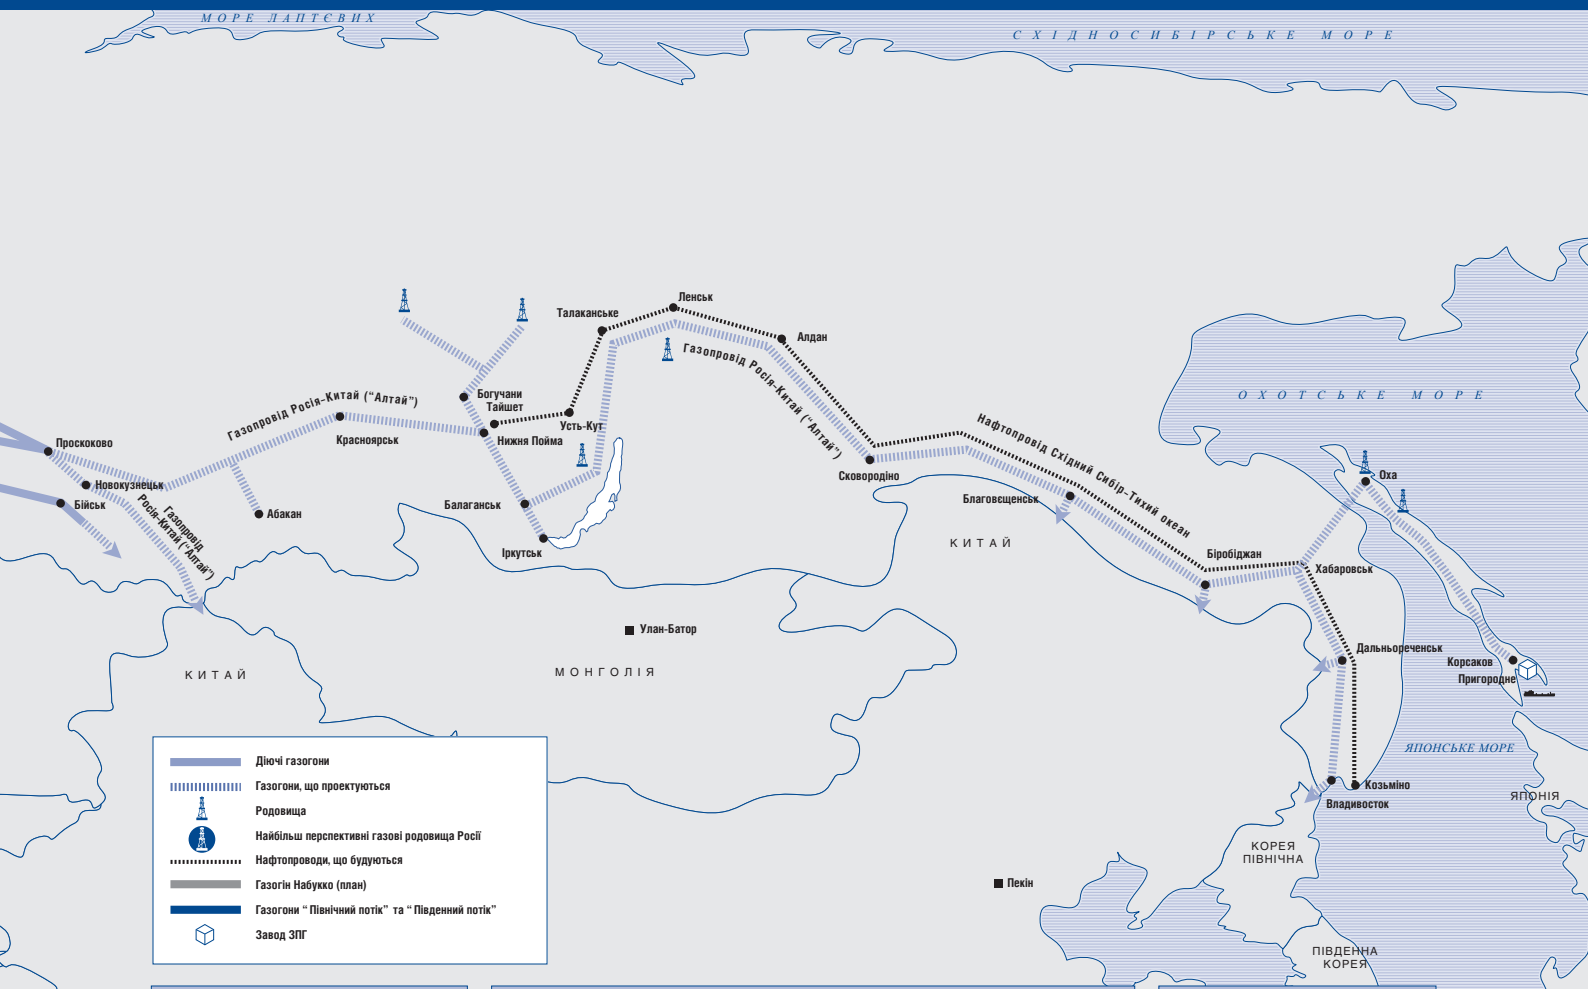 МОРЕ ЛАПТЄВИХ
СХІДНОСИБІРСЬКЕ МОРЕ
Ленськ
Талаканське
Алдан
Газопровід Росія-Китай (“Алтай”)
Богучани
Тайшет
Газопровід Росія-Китай (“Алтай”)
ОХОТСЬКЕ МОРЕ
Усть-Кут
Красноярськ
Нижня Пойма
Проскоково
Нафтопровід Східний Сибір-Тихий океан
Сковородіно
Оха
Новокузнецьк
Бійськ
Газопровід
Росія-Китай (“Алтай”)
Абакан
Балаганськ
Благовєщенськ
Іркутськ
КИТАЙ
Біробіджан
Хабаровськ
Улан-Батор
МОНГОЛІЯ
КИТАЙ
Дальньореченськ
Корсаков
Пригородне
ЯПОНСЬКЕ МОРЕ
Козьміно
Владивосток
ЯПОНІЯ
КОРЕЯ
ПІВНІЧНА
Пекін
ПІВДЕННА
КОРЕЯ
Діючі газогони
Газогони, що проектуються
Родовища
Найбільш перспективні газові родовища Росії
Нафтопроводи, що будуються
Газогін Набукко (план)
Газогони “ Північний потік” та “ Південний потік”
Завод ЗПГ